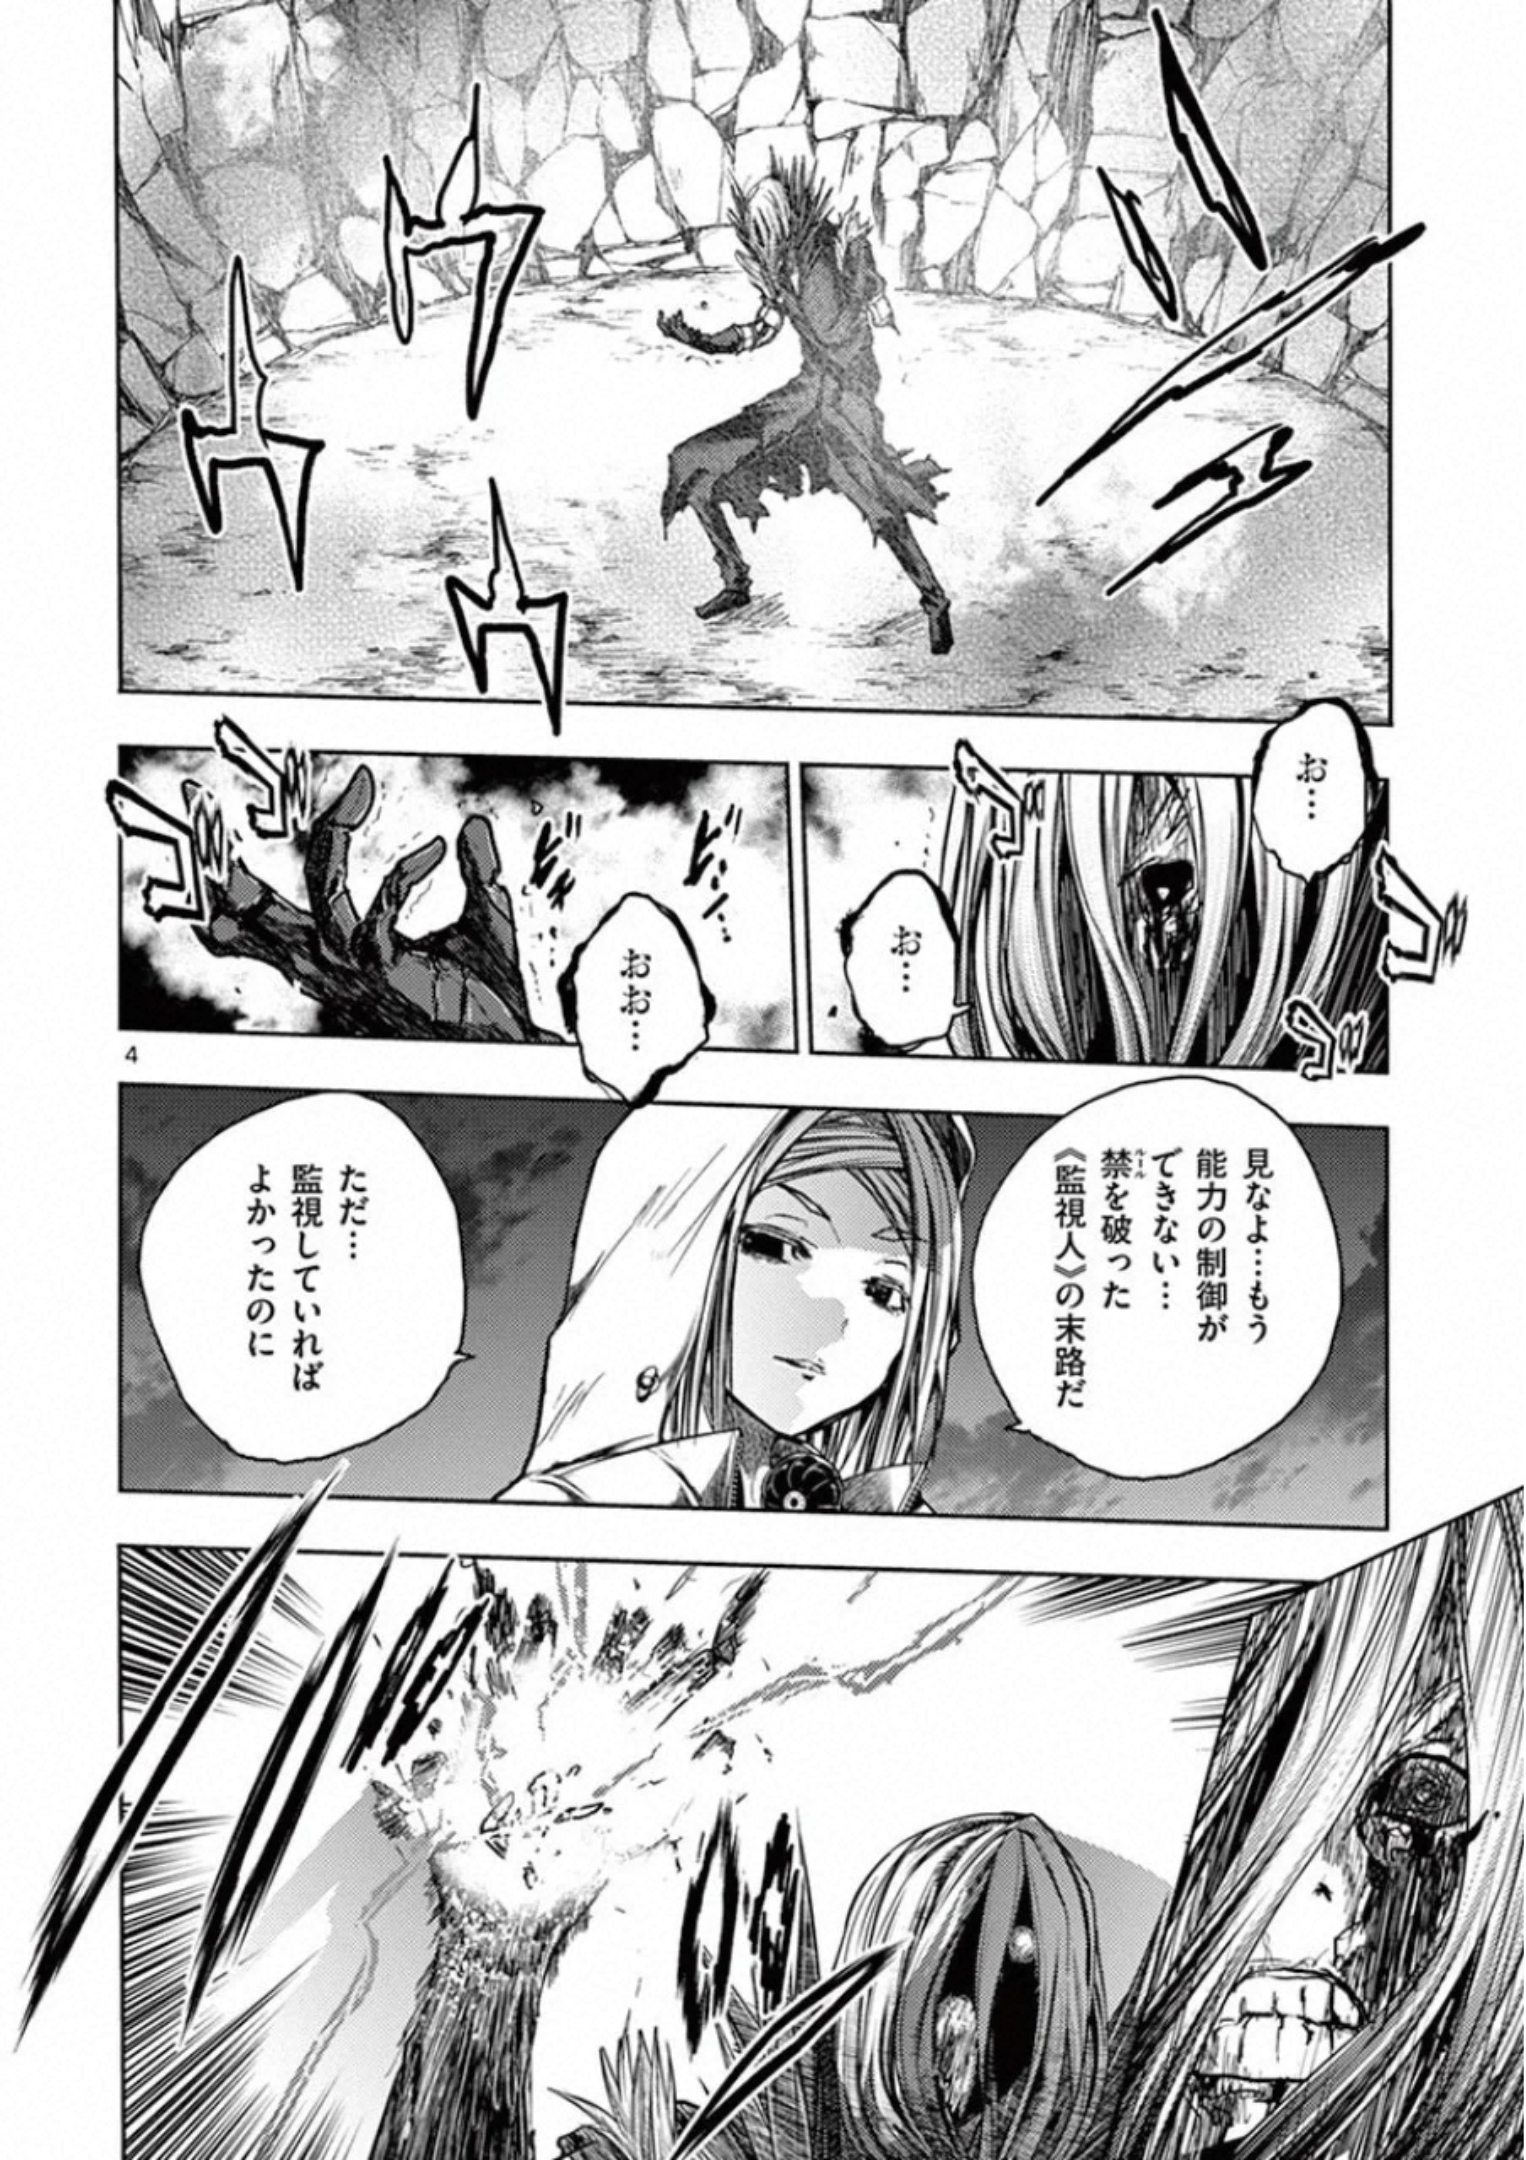 お…
お…
おお…
見なよ…もう
能力の制御が
できない…
禁を破った
ルール
《監視人》の末路だ
ただ…
監視していれば
よかったのに
4